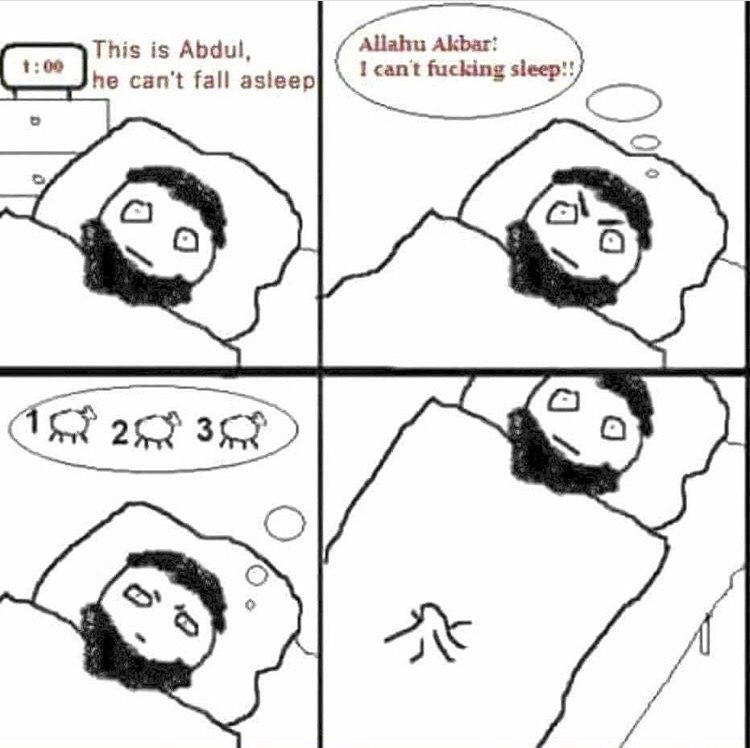 1:00
This is Abdul,
he can't fall asleep
Allahu Akbar!
I can't fucking sleep!!
1 2 3